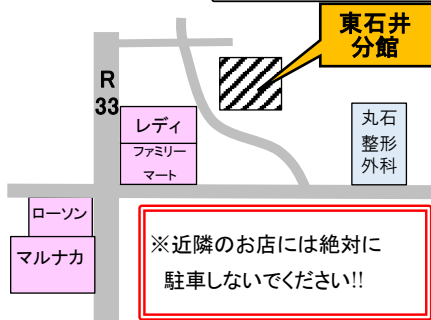 東石井
分館
R
33
レディ
ファミリー
マート
丸石
整形
外科
ローソン
マルナカ
※近隣のお店には絶対に
駐車しないでください!!